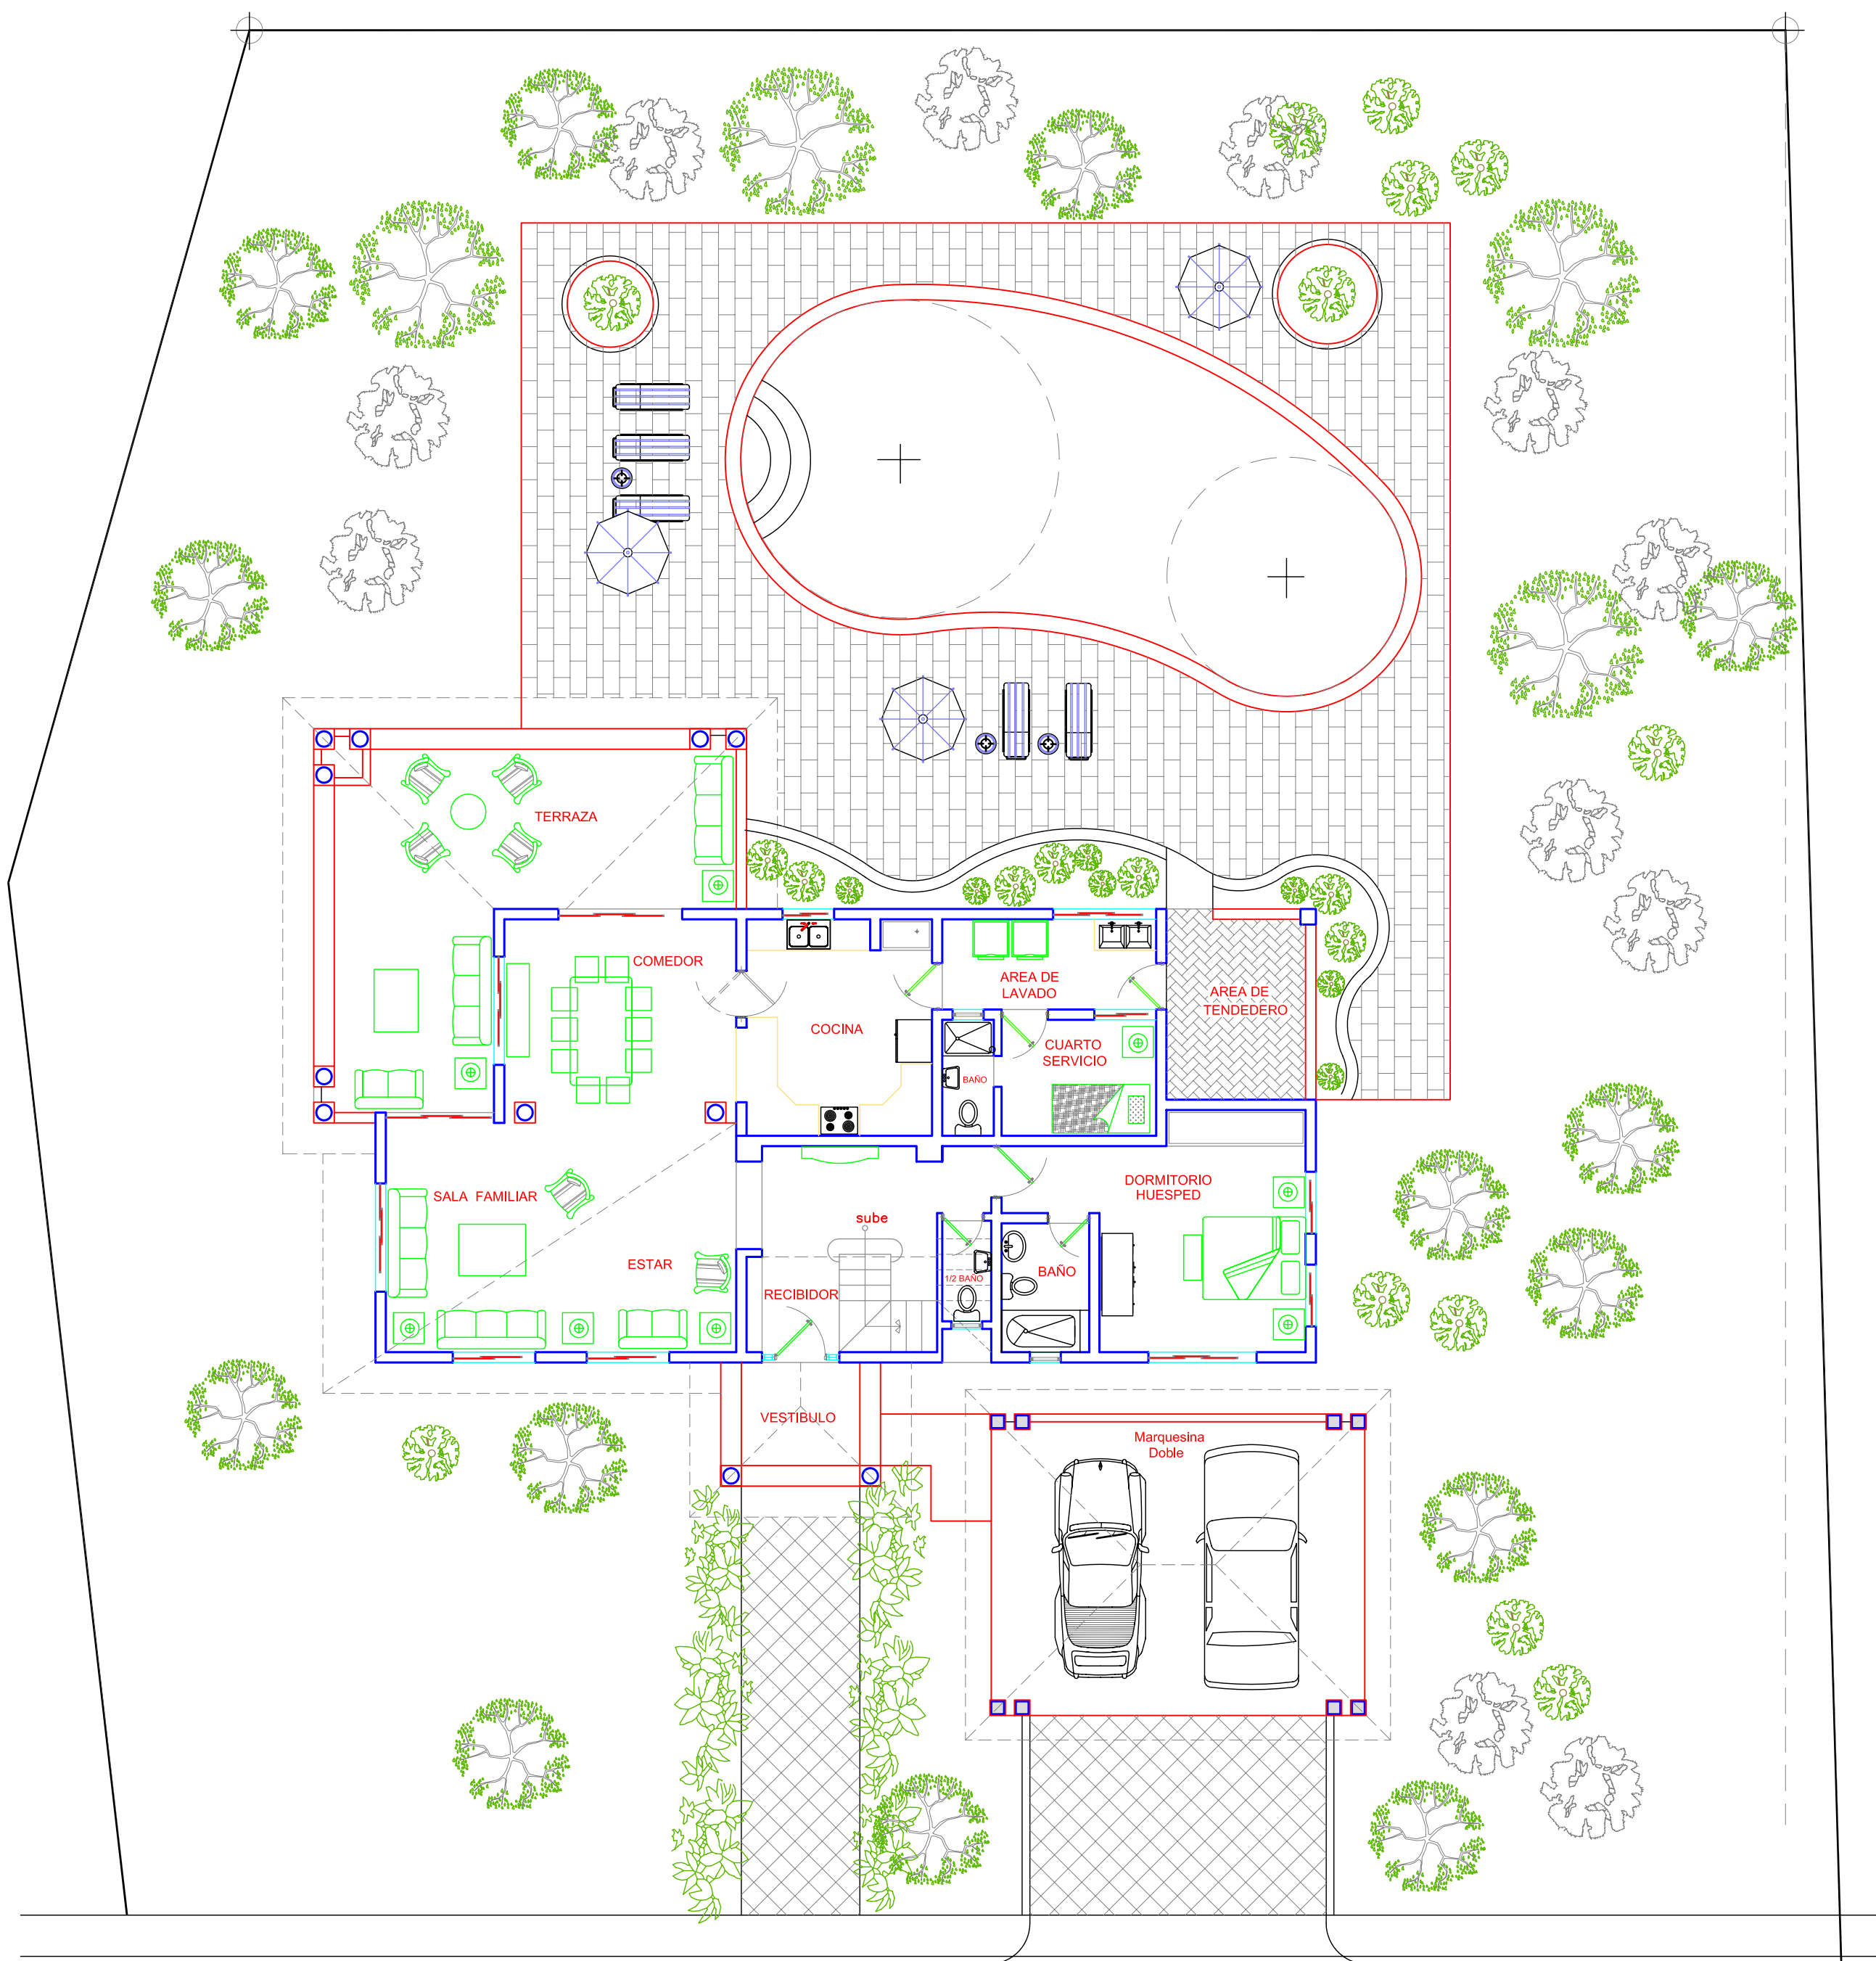 TERRAZA
COMEDOR
AREA DE
LAVADO
AREA DE
TENDEDERO
COCINA
CUARTO
SERVICIO
BAÑO
SALA FAMILIAR
DORMITORIO
HUESPED
sube
ESTAR
RECIBIDOR
1/2 BAÑO
BAÑO
VESTIBULO
Marquesina
Doble